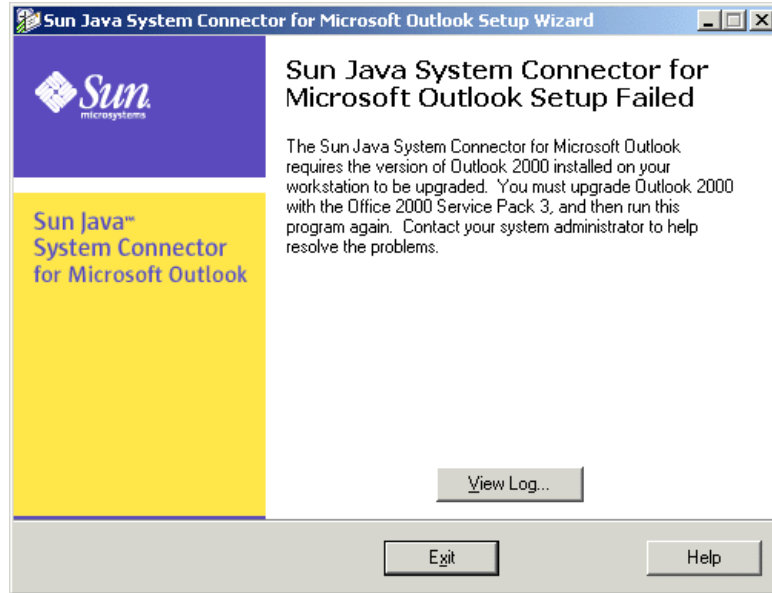 Sun Java System Connector for Microsoft Outlook Setup Wizard
Sun
microsystems
Sun Java™
System Connector
for Microsoft Outlook
Sun Java System Connector for
Microsoft Outlook Setup Failed
The Sun Java System Connector for Microsoft Outlook
requires the version of Outlook 2000 installed on your
workstation to be upgraded.  You must upgrade Outlook 2000
with the Office 2000 Service Pack 3, and then run this
program again.  Contact your system administrator to help
resolve the problems.
View Log...
Exit
Help